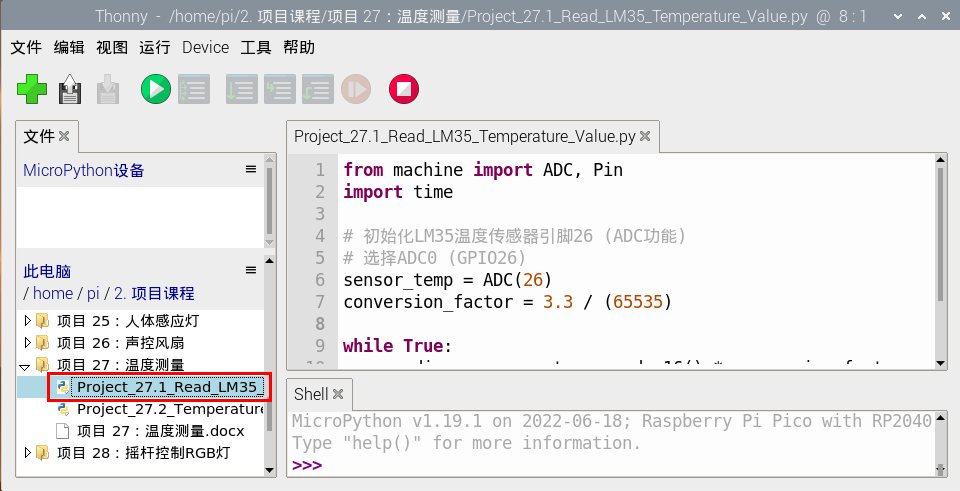 Thonny - /home/pi/2. 项目课程/项目 27：温度测量/Project_27.1_Read_LM35_Temperature_Value.py @ 8 : 1
文件 编辑 视图 运行 Device 工具 帮助
文件
MicroPython设备
此电脑
/ home / pi / 2. 项目课程
项目 25：人体感应灯
项目 26：声控风扇
项目 27：温度测量
Project_27.1_Read_LM35_
Project_27.2_Temperature
项目 27：温度测量.docx
项目 28：摇杆控制RGB灯
Project_27.1_Read_LM35_Temperature_Value.py
1 from machine import ADC, Pin
2 import time
3
4 # 初始化LM35温度传感器引脚26 (ADC功能)
5 # 选择ADC0 (GPIO26)
6 sensor_temp = ADC(26)
7 conversion_factor = 3.3 / (65535)
8
9 while True:
Shell
MicroPython v1.19.1 on 2022-06-18; Raspberry Pi Pico with RP2040
Type "help()" for more information.
>>>